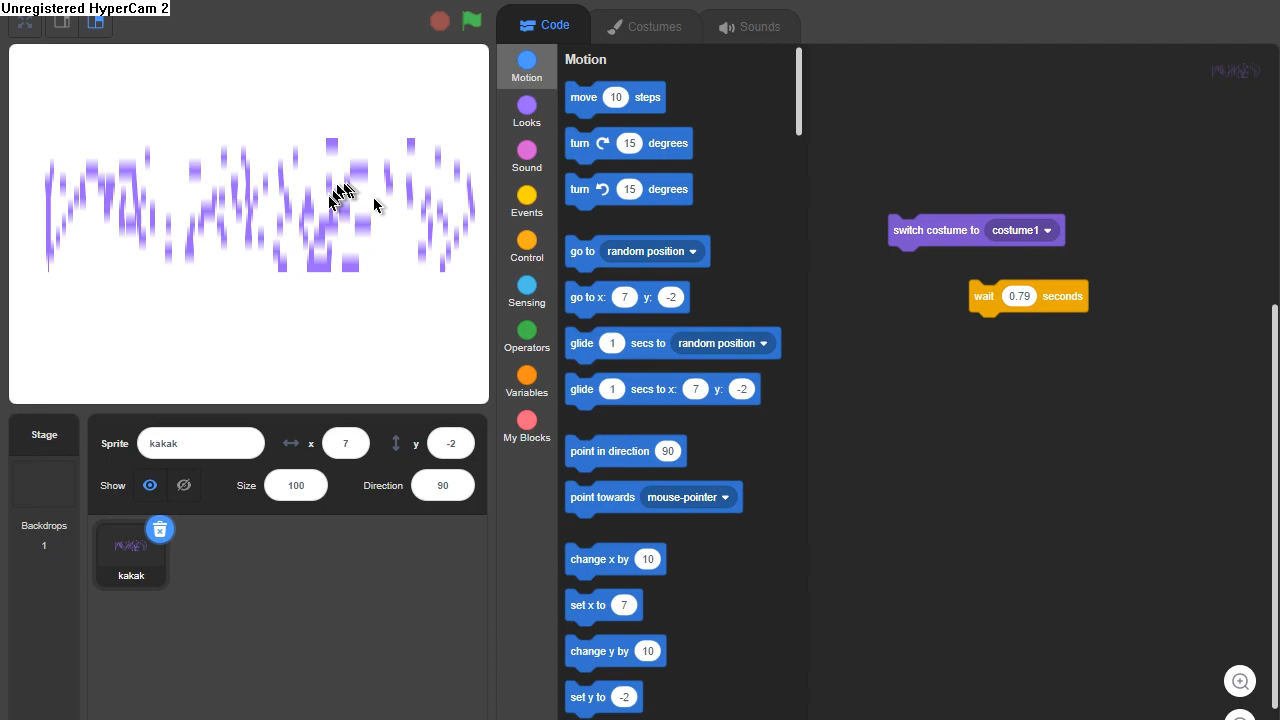 Unregistered HyperCam 2
Code
Costumes
Sounds
Motion
Looks
Sound
Events
Control
Sensing
Operators
Variables
My Blocks
Motion
move 10 steps
turn 15 degrees
turn 15 degrees
go to random position
go to x: 7 y: -2
glide 1 secs to random position
glide 1 secs to x: 7 y: -2
point in direction 90
point towards mouse-pointer
change x by 10
set x to 7
change y by 10
set y to -2
switch costume to costume1
wait 0.79 seconds
Stage
Backdrops
1
Sprite kakak x 7 y -2
Show Size 100 Direction 90
kakak